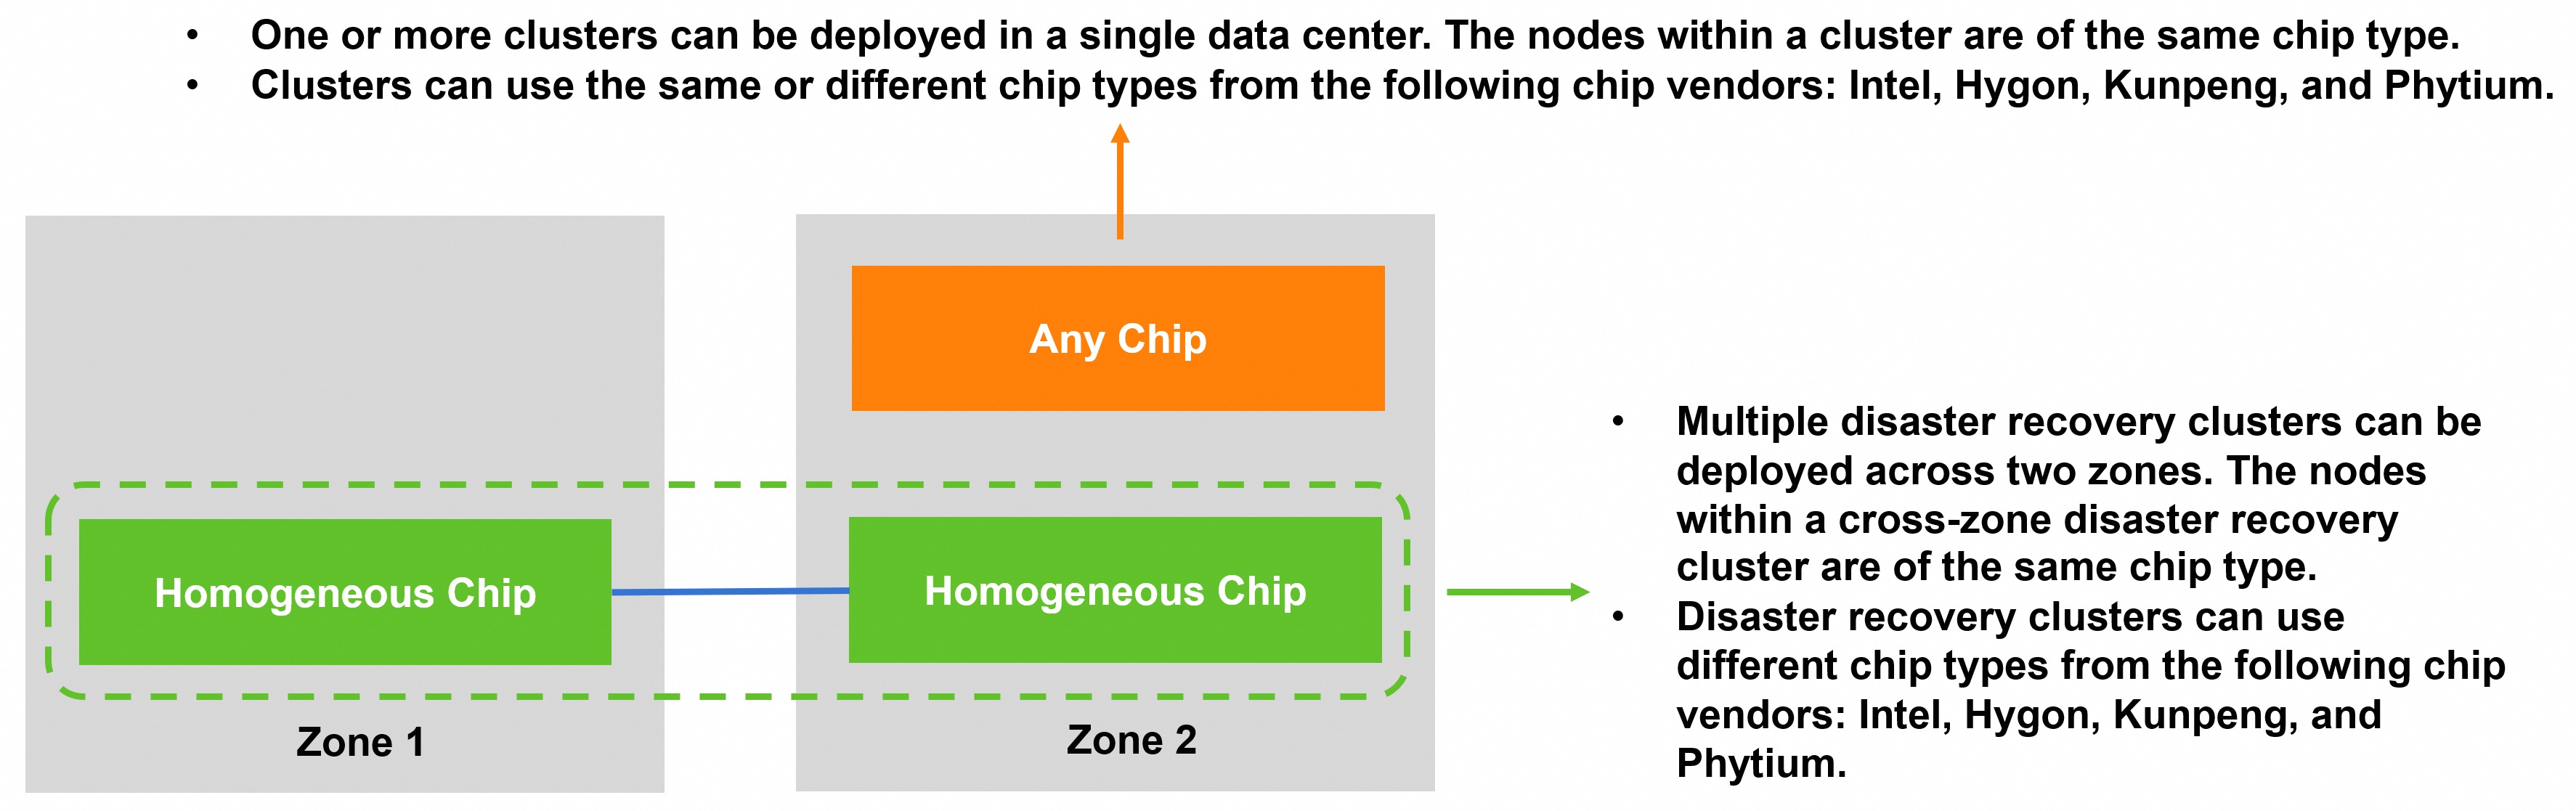 • One or more clusters can be deployed in a single data center. The nodes within a cluster are of the same chip type.
• Clusters can use the same or different chip types from the following chip vendors: Intel, Hygon, Kunpeng, and Phytium.
Any Chip
Homogeneous Chip
Homogeneous Chip
Zone 1
Zone 2
• Multiple disaster recovery clusters can be
deployed across two zones. The nodes
within a cross-zone disaster recovery
cluster are of the same chip type.
• Disaster recovery clusters can use
different chip types from the following chip
vendors: Intel, Hygon, Kunpeng, and
Phytium.